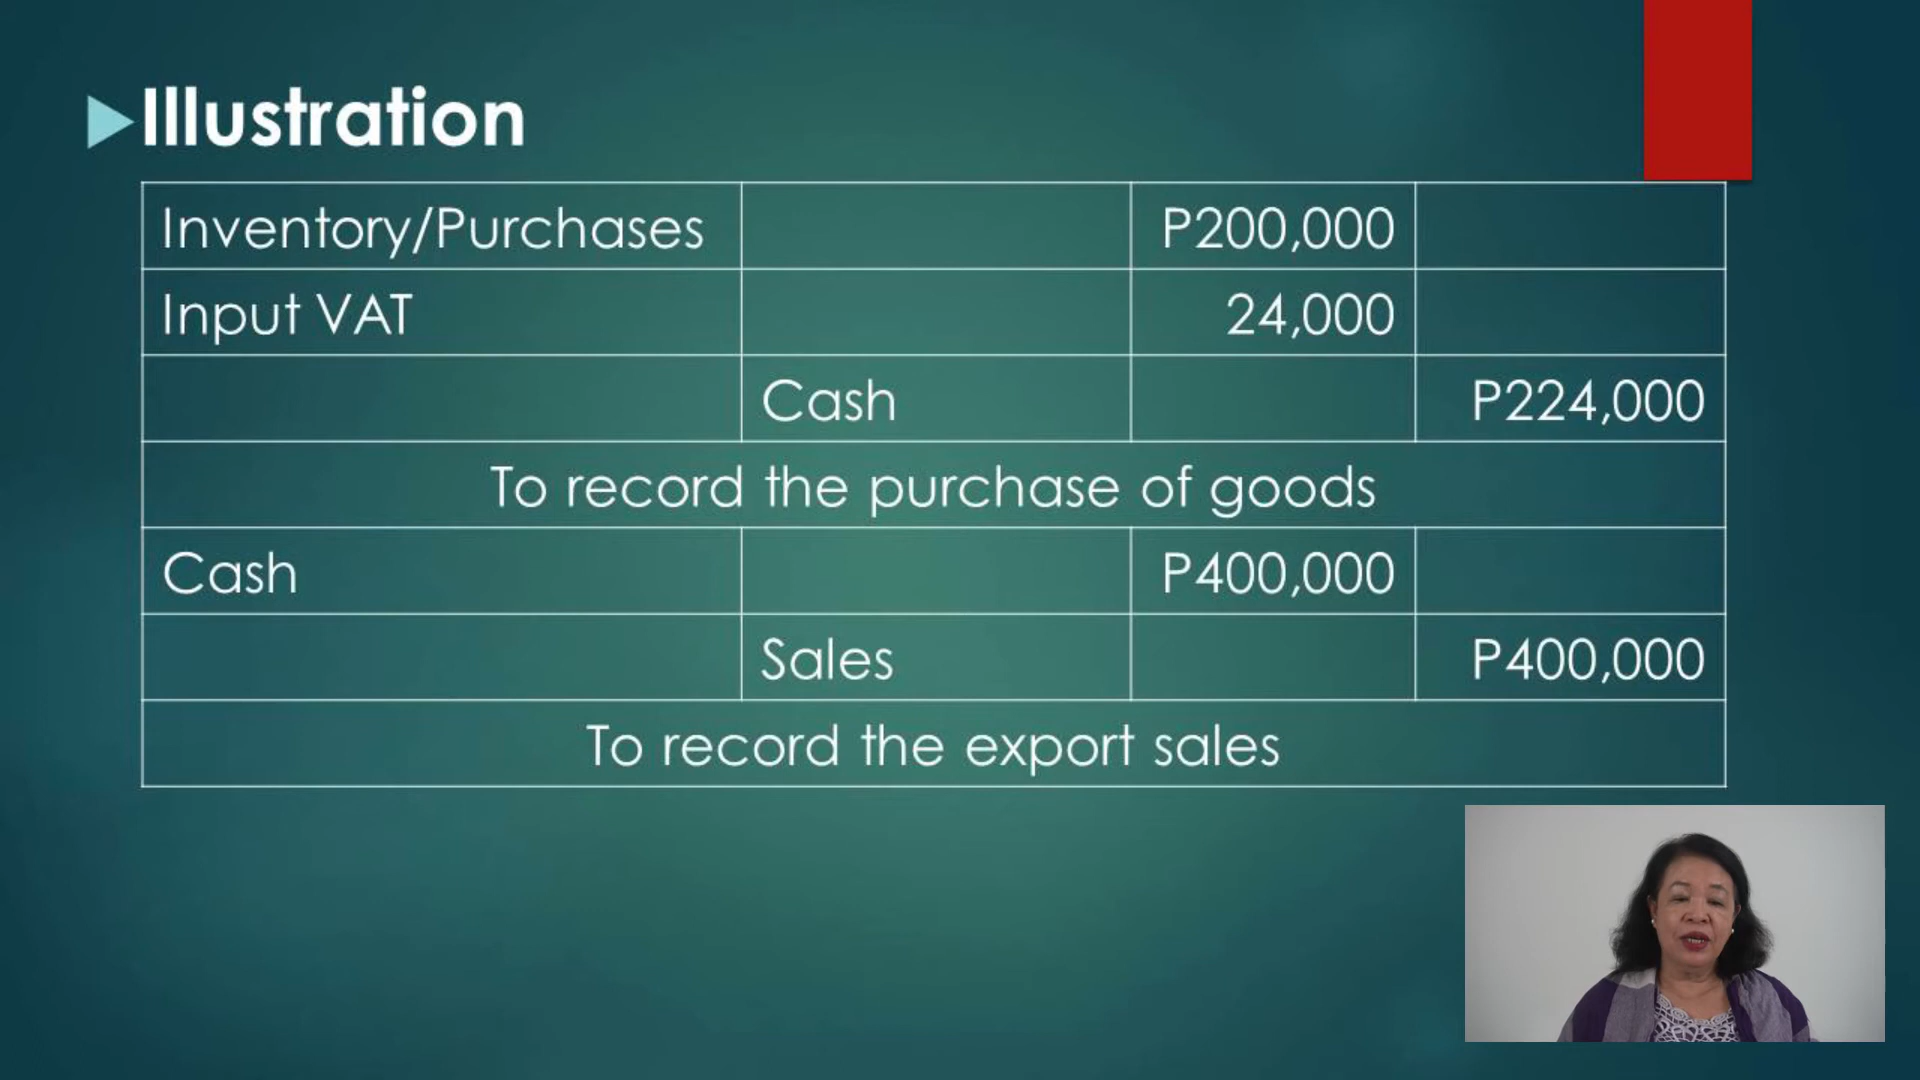 Illustration
Inventory/Purchases P200,000
Input VAT 24,000
Cash P224,000
To record the purchase of goods
Cash P400,000
Sales P400,000
To record the export sales